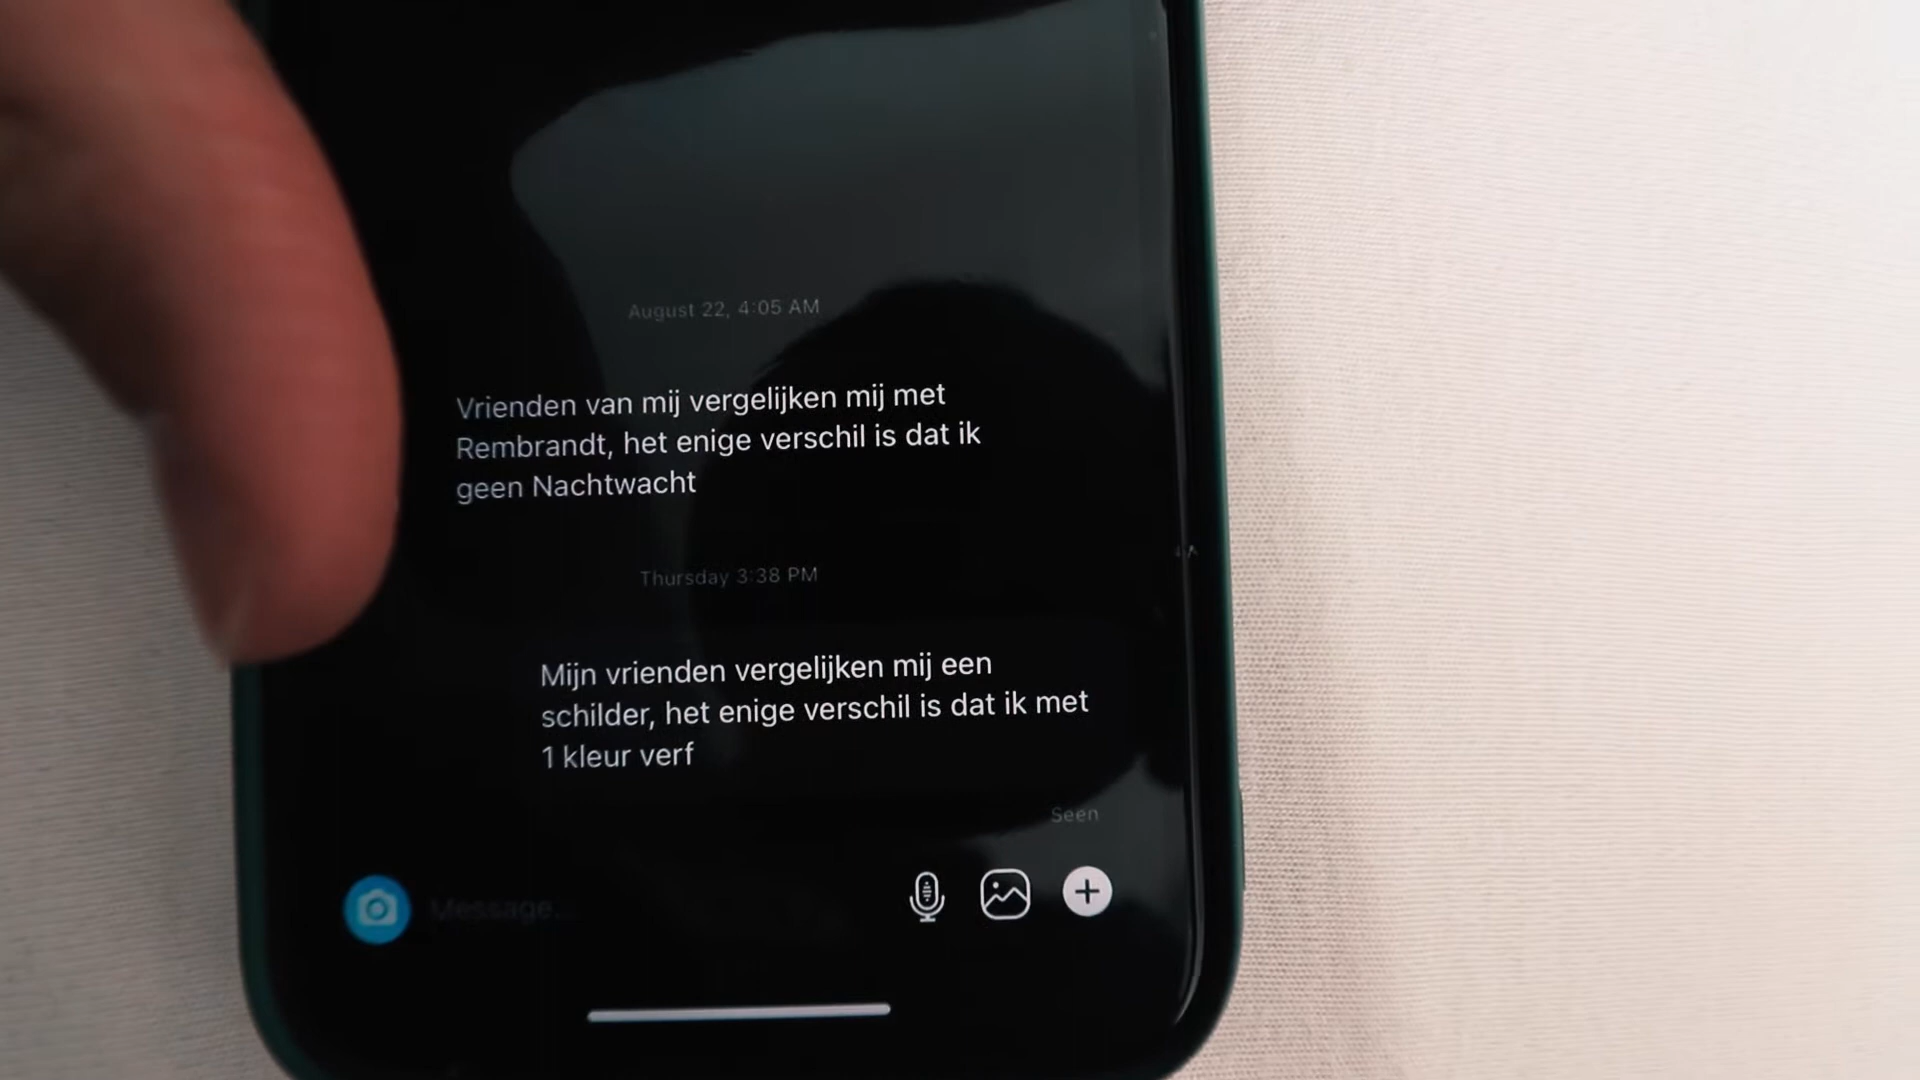 August 22, 4:05 AM
Vrienden van mij vergelijken mij met
Rembrandt, het enige verschil is dat ik
geen Nachtwacht
Thursday 3:38 PM
Mijn vrienden vergelijken mij een
schilder, het enige verschil is dat ik met
1 kleur verf
Seen
Message...